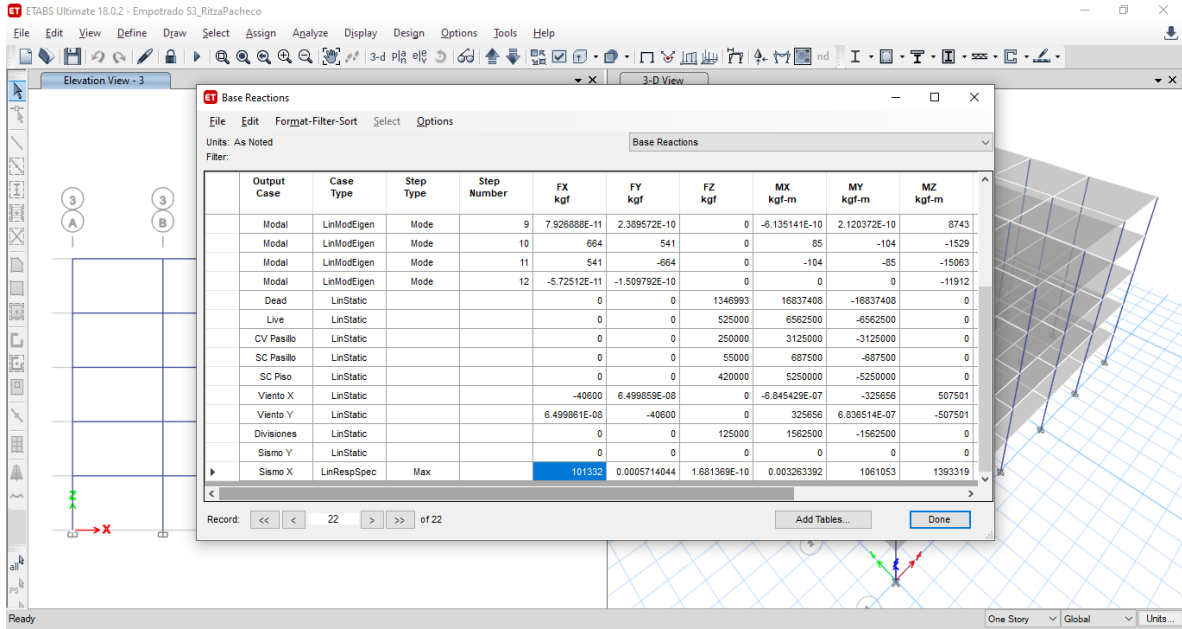 ETABS Ultimate 18.0.2 - Empotrado S3_RitzaPacheco
File Edit View Define Draw Select Assign Analyze Display Design Options Tools Help
3-d nd
Elevation View - 3
3-D View
Base Reactions
File Edit Format-Filter-Sort Select Options
Units: As Noted Base Reactions
Filter:
Output Case Case Type Step Type Step Number FX kgf FY kgf FZ kgf MX kgf-m MY kgf-m MZ kgf-m
Modal LinModEigen Mode 9 7.926888E-11 2.389572E-10 0 -6.135141E-10 2.120372E-10 8743
Modal LinModEigen Mode 10 664 541 0 85 -104 -1529
Modal LinModEigen Mode 11 541 -664 0 -104 -85 -15063
Modal LinModEigen Mode 12 -5.72512E-11 -1.509792E-10 0 0 0 -11912
Dead LinStatic 0 0 1346993 16837408 -16837408 0
Live LinStatic 0 0 525000 6562500 -6562500 0
CV Pasillo LinStatic 0 0 250000 3125000 -3125000 0
SC Pasillo LinStatic 0 0 55000 687500 -687500 0
SC Piso LinStatic 0 0 420000 5250000 -5250000 0
Viento X LinStatic -40600 6.499859E-08 0 -6.845429E-07 -325656 507501
Viento Y LinStatic 6.499861E-08 -40600 0 325656 6.836514E-07 -507501
Divisiones LinStatic 0 0 125000 1562500 -1562500 0
Sismo Y LinStatic 0 0 0 0 0 0
Sismo X LinRespSpec Max 101332 0.0005714044 1.681369E-10 0.003263392 1061053 1393319
Record: << < 22 > >> of 22 Add Tables... Done
3 3
A B
Z
X
all
Ready One Story Global Units...